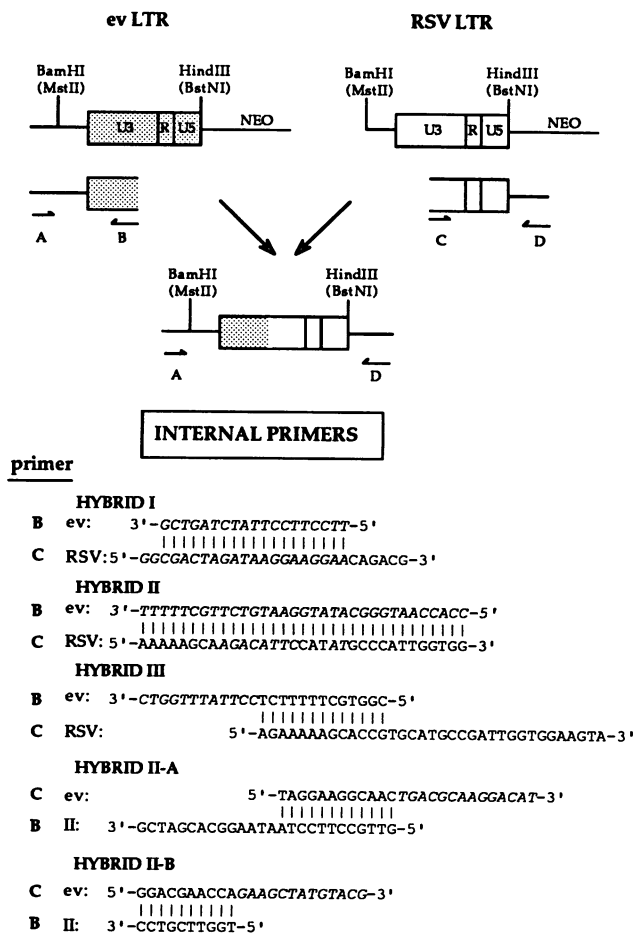 ev LTR
RSV LTR
BamHI
(MstII)
HindIII
(BstNI)
U3
R
U5
NEO
BamHI
(MstII)
HindIII
(BstNI)
U3
R
U5
NEO
A
B
C
D
BamHI
(MstII)
HindIII
(BstNI)
A
D
INTERNAL PRIMERS
primer
HYBRID I
B ev: 3'-GCTGATCTATTCCTTCCTT-5'
C RSV: 5'-GGCGACTAGATAAGGAAGGAACAGACG-3'
HYBRID II
B ev: 3'-TTTTTCGTTCTGTAAGGTATACGGGTAACCACC-5'
C RSV: 5'-AAAAAGCAAGACATTCCATATGCCCATTGGTGG-3'
HYBRID III
B ev: 3'-CTGGTTTATTCCTCTTTTTCGTGGC-5'
C RSV: 5'-AGAAAAAGCACCGTGCATGCCGATTGGTGGAAGTA-3'
HYBRID II-A
C ev: 5'-TAGGAAGGCAACTGACGCAAGGACAT-3'
B II: 3'-GCTAGCACGGAATAATCCTTCCGTTG-5'
HYBRID II-B
C ev: 5'-GGACGAACCAGAAGCTATGTACG-3'
B II: 3'-CCTGCTTGGT-5'